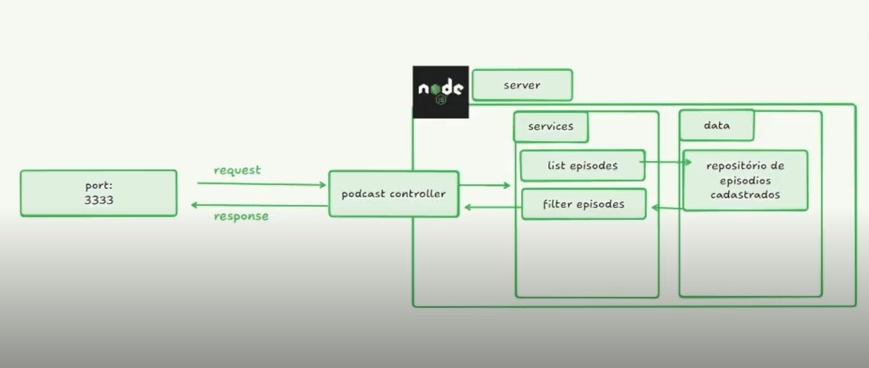 node
JS
server
services
data
list episodes
repositório de
episodios
cadastrados
filter episodes
request
port:
3333
podcast controller
response